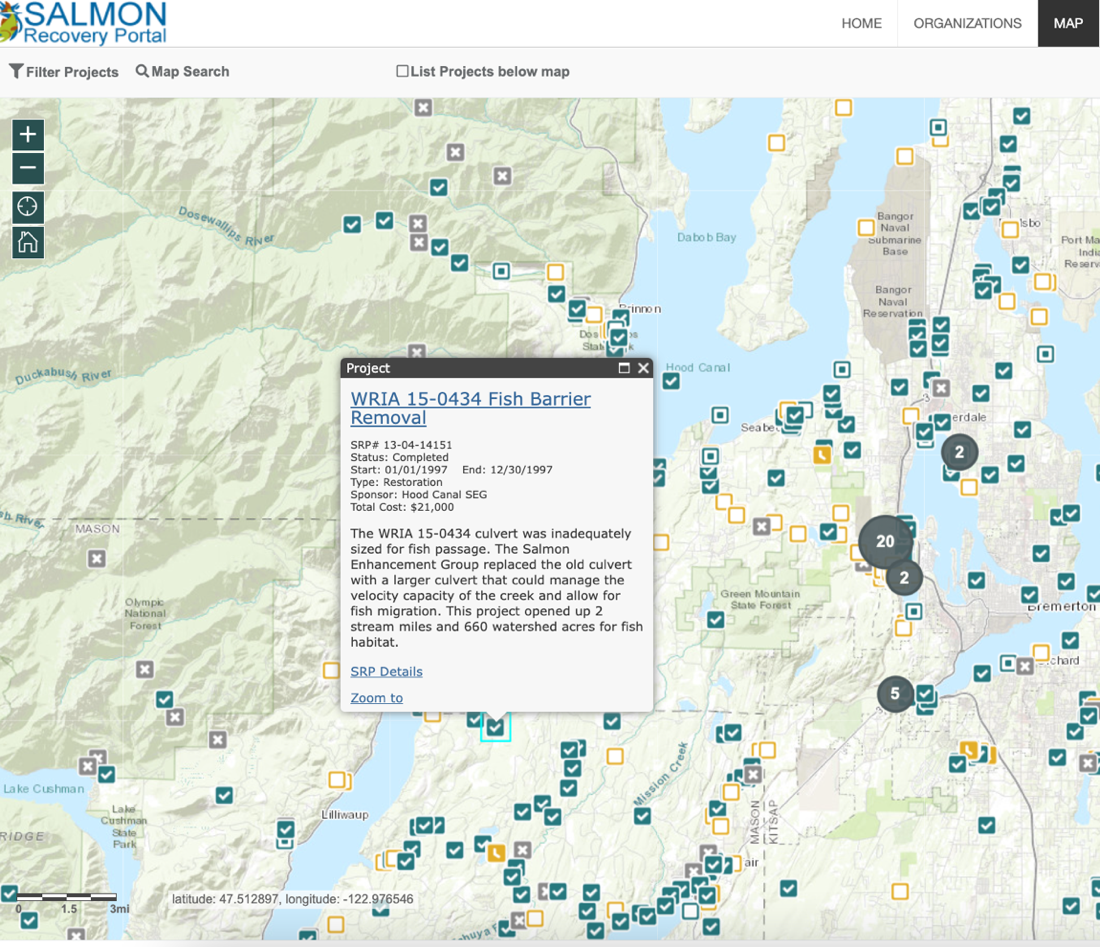 SALMON
Recovery Portal
HOME
ORGANIZATIONS
MAP
Filter Projects
Map Search
List Projects below map
+
−
Dosewallips River
Dabob Bay
Bangor
Naval
Submarine
Base
lsbo
Port Ma
India
Reserv
Bangor
Naval
Reservation
Brinnon
Hood Canal
Duckabush River
3
erdale
Seabe
2
Project
WRIA 15-0434 Fish Barrier
Removal
SRP# 13-04-14151
Status: Completed
Start: 01/01/1997 End: 12/30/1997
Type: Restoration
Sponsor: Hood Canal SEG
Total Cost: $21,000
The WRIA 15-0434 culvert was inadequately
sized for fish passage. The Salmon
Enhancement Group replaced the old culvert
with a larger culvert that could manage the
velocity capacity of the creek and allow for
fish migration. This project opened up 2
stream miles and 660 watershed acres for fish
habitat.
SRP Details
Zoom to
sh River
MASON
20
2
Olympic
National
Forest
Green Mountain
State Forest
Bremerton
chard
5
Mission Creek
Lake Cushman
Lake
Cushman
State
Park
Lilliwaup
RIDGE
MASON
KITSAP
air
0
1.5
3mi
latitude: 47.512897, longitude: -122.976546